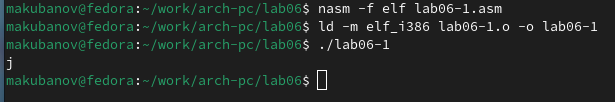 makubanov@fedora:~/work/arch-pc/lab06$ nasm -f elf lab06-1.asm
makubanov@fedora:~/work/arch-pc/lab06$ ld -m elf_i386 lab06-1.o -o lab06-1
makubanov@fedora:~/work/arch-pc/lab06$ ./lab06-1
j
makubanov@fedora:~/work/arch-pc/lab06$